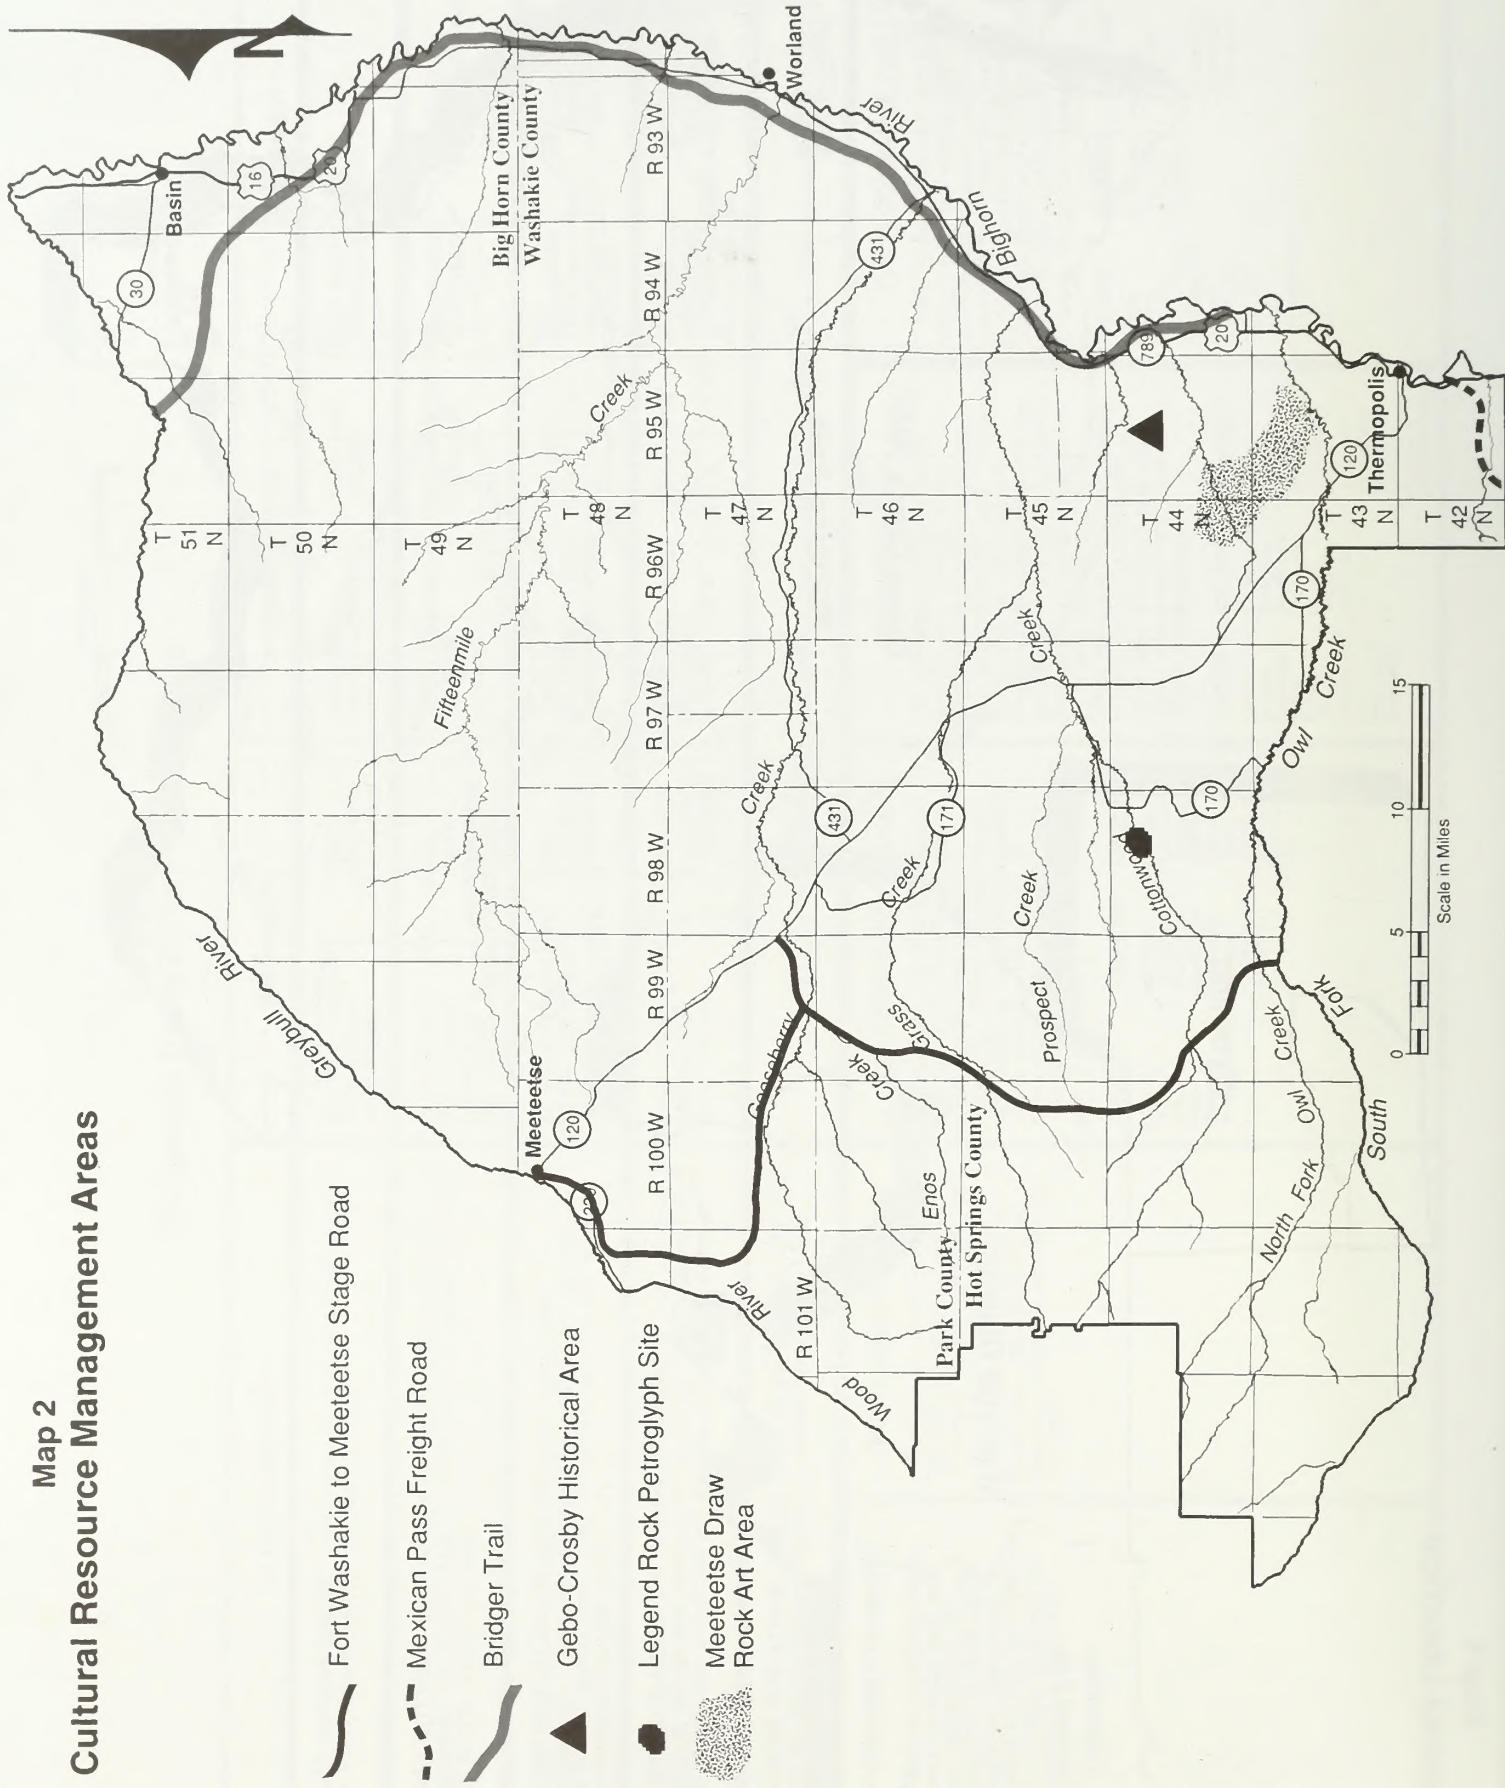 Map 2
Cultural Resource Management Areas
Fort Washakie to Meeteetse Stage Road
Mexican Pass Freight Road
Bridger Trail
Gebo-Crosby Historical Area
Legend Rock Petroglyph Site
Meeteetse Draw
Rock Art Area
N
Greybull
River
Basin
30
16
20
Meeteetse
120
Fifteenmile
Creek
Big Horn County
Washakie County
Worland
T
51
N
T
50
N
T
49
N
T
48
N
T
47
N
T
46
N
T
45
N
T
44
N
T
43
N
T
42
N
R 101 W
R 100 W
R 99 W
R 98 W
R 97 W
R 96W
R 95 W
R 94 W
R 93 W
Wood
River
Gooseberry
Creek
431
431
Bighorn
River
Enos
Creek
Park County
Hot Springs County
Grass
Creek
171
Prospect
Creek
Cottonwood
Creek
170
170
789
20
120
Thermopolis
North Fork
Owl
Creek
South
Fork
Owl
Creek
0
5
10
15
Scale in Miles